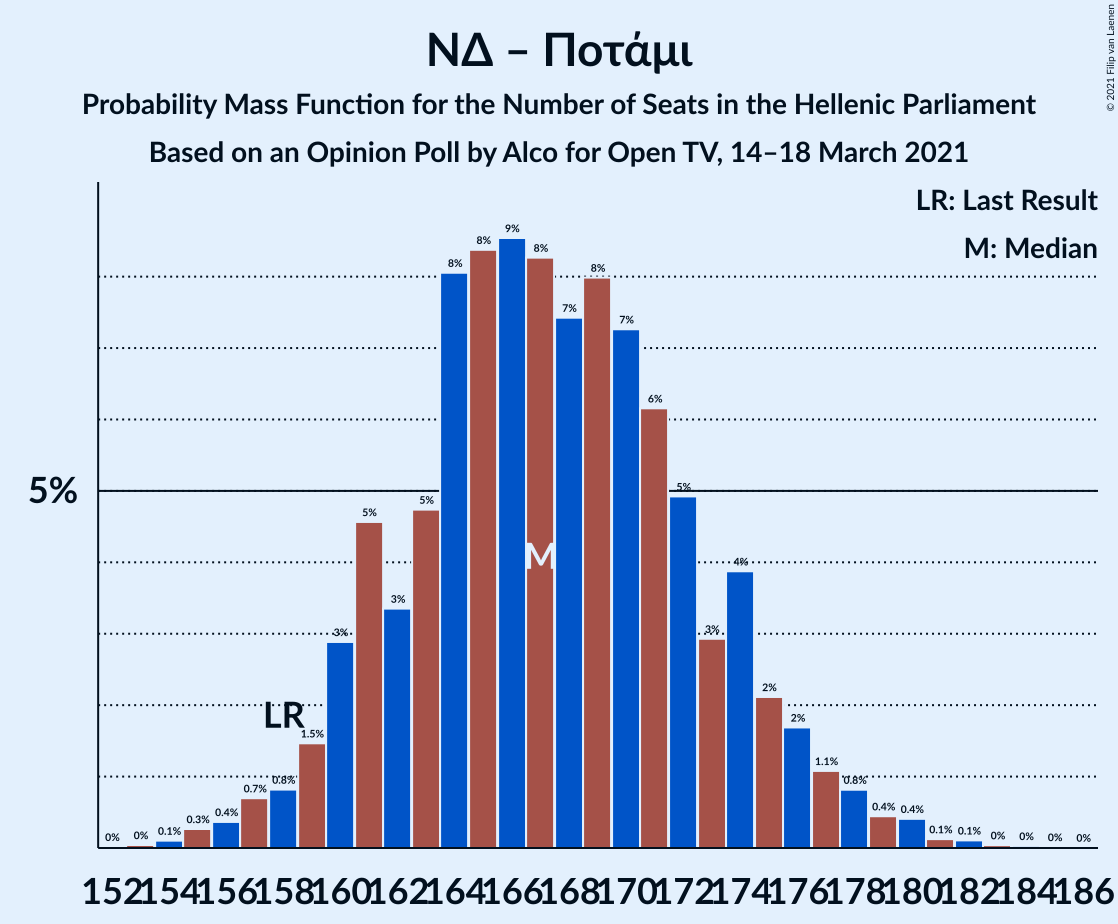 ΝΔ – Ποτάμι
Probability Mass Function for the Number of Seats in the Hellenic Parliament
Based on an Opinion Poll by Alco for Open TV, 14–18 March 2021
© 2021 Filip van Laenen
LR: Last Result
M: Median
5%
0% 0% 0.1% 0.3% 0.4% 0.7% 0.8% 1.5% 3% 5% 3% 5% 8% 8% 9% 8% 7% 8% 7% 6% 5% 3% 4% 2% 2% 1.1% 0.8% 0.4% 0.4% 0.1% 0.1% 0% 0% 0% 0%
LR
M
152 154 156 158 160 162 164 166 168 170 172 174 176 178 180 182 184 186